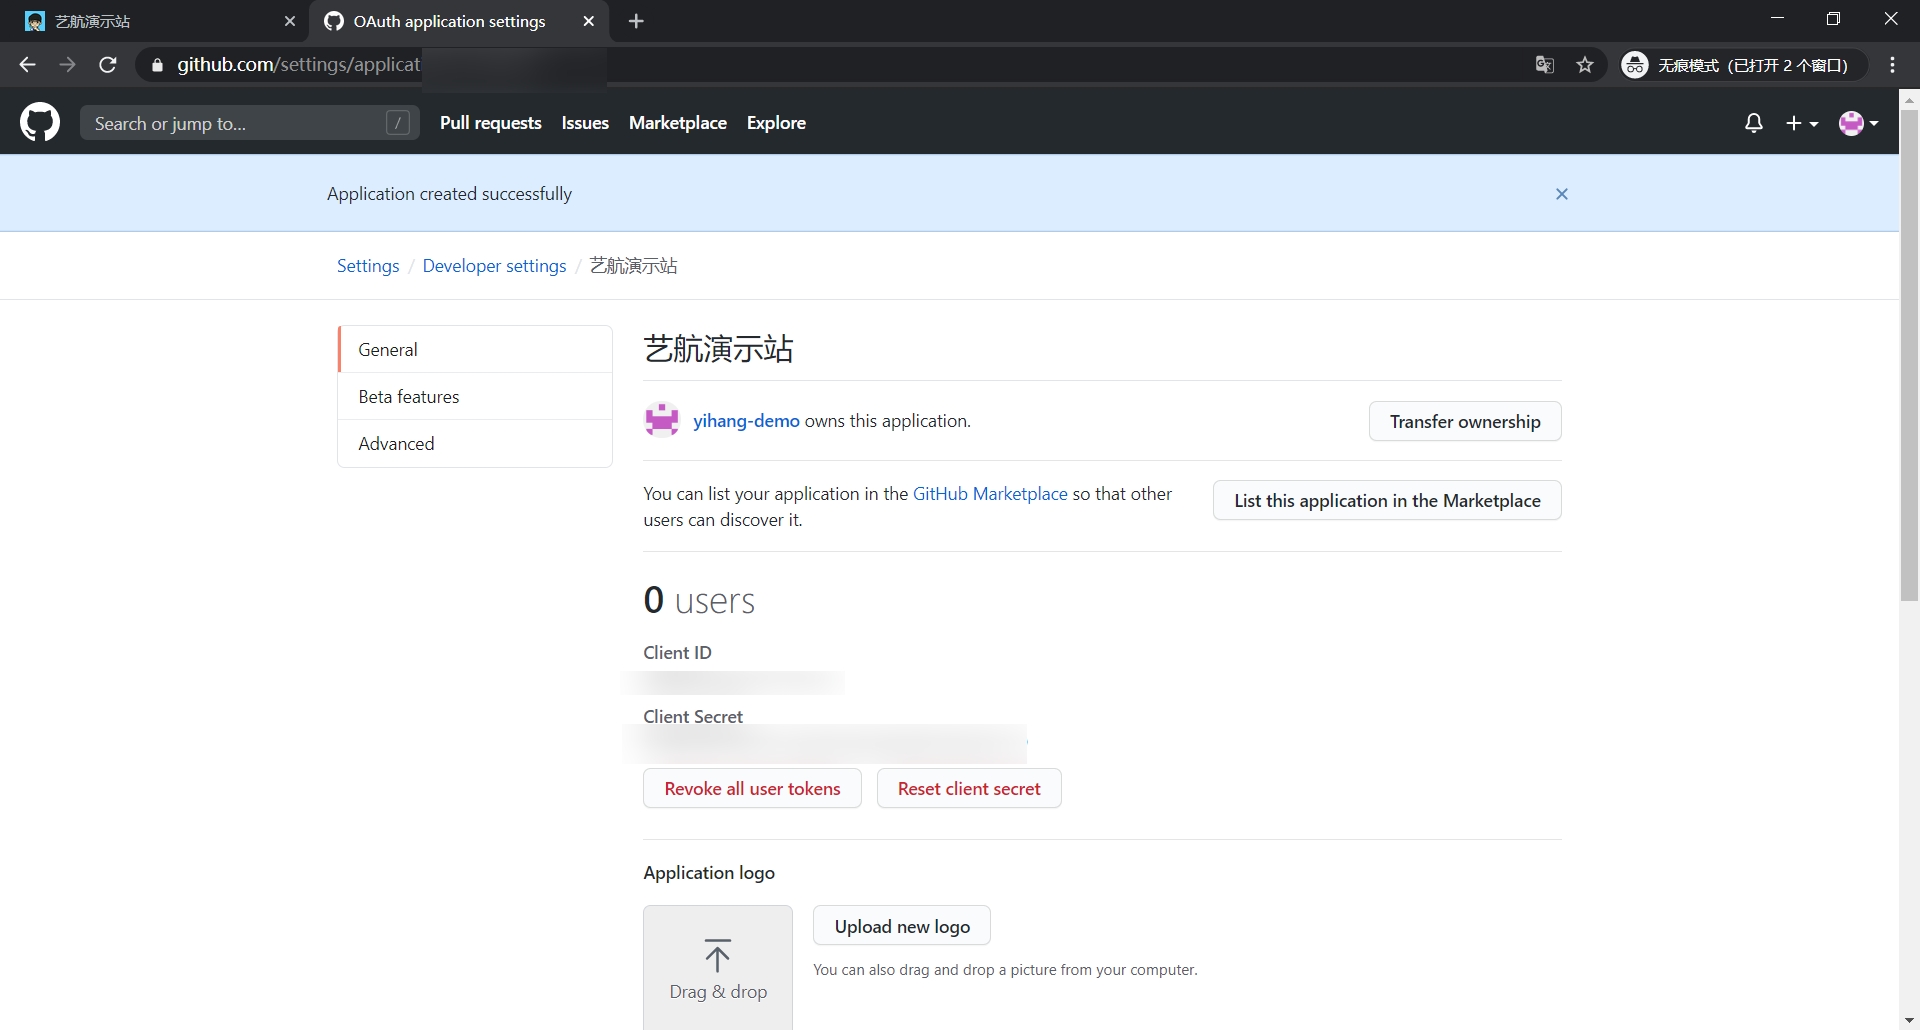 艺航演示站
OAuth application settings
github.com/settings/applicat
无痕模式（已打开 2 个窗口）
Search or jump to...
/
Pull requests
Issues
Marketplace
Explore
Application created successfully
Settings / Developer settings / 艺航演示站
General
Beta features
Advanced
艺航演示站
yihang-demo owns this application.
Transfer ownership
You can list your application in the GitHub Marketplace so that other
users can discover it.
List this application in the Marketplace
0 users
Client ID
Client Secret
Revoke all user tokens
Reset client secret
Application logo
Drag & drop
Upload new logo
You can also drag and drop a picture from your computer.